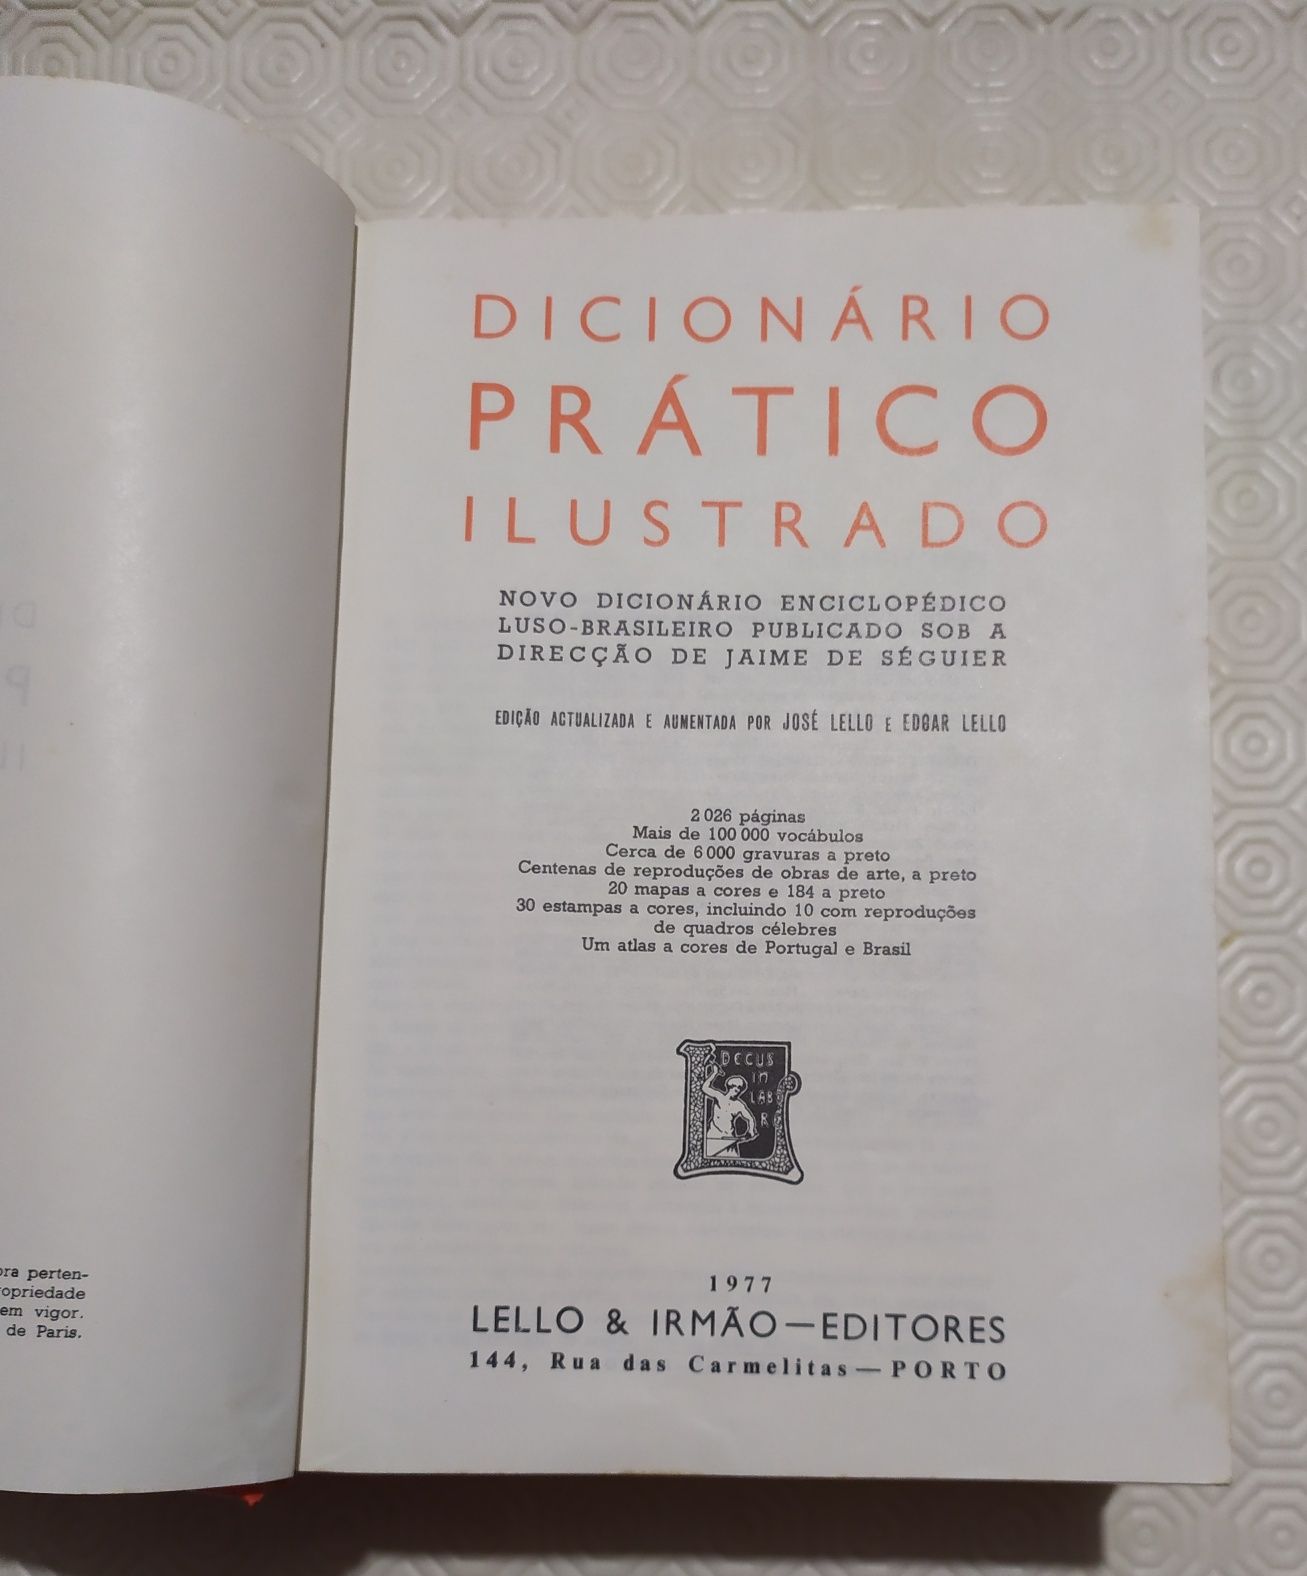 perten-
em vigor.
de Paris.
DICIONÁRIO
PRÁTICO
ILUSTRADO
NOVO DICIONÁRIO ENCICLOPÉDICO
LUSO-BRASILEIRO PUBLICADO SOB A
DIRECÇÃO DE JAIME DE SÉGUIER
EDIÇÃO ACTUALIZADA E AUMENTADA POR JOSÉ LELLO E EDGAR LELLO
2 026 páginas
Mais de 100 000 vocábulos
Cerca de 6 000 gravuras a preto
Centenas de reproduções de obras de arte, a preto
20 mapas a cores e 184 a preto
30 estampas a cores, incluindo 10 com reproduções
de quadros célebres
Um atlas a cores de Portugal e Brasil
DECUS
IN
LABO
RE
1977
LELLO & IRMÃO—EDITORES
144, Rua das Carmelitas—PORTO